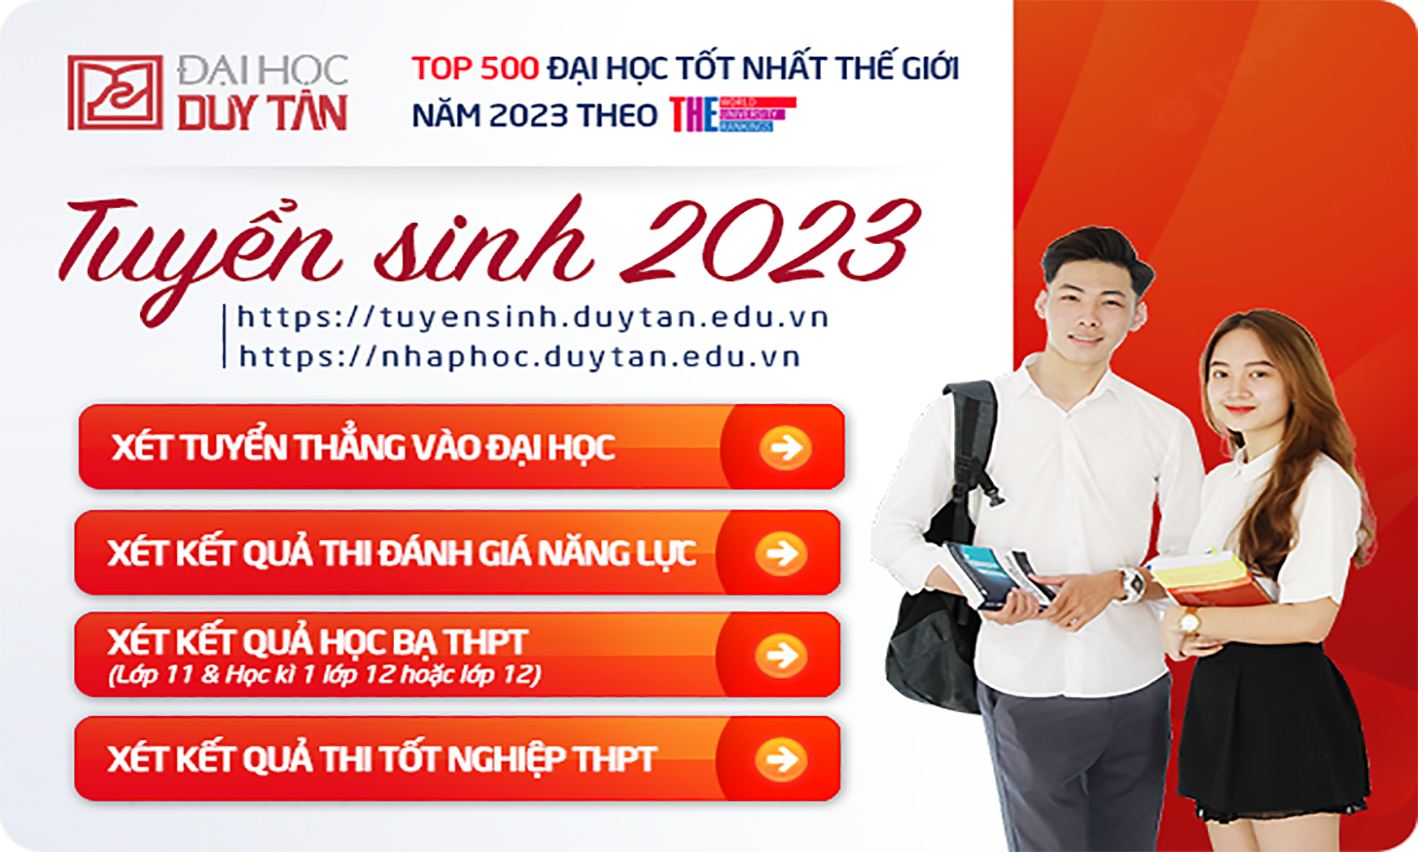 ĐẠI HỌC
DUY TÂN
TOP 500 ĐẠI HỌC TỐT NHẤT THẾ GIỚI
NĂM 2023 THEO THE WORLD UNIVERSITY RANKINGS
Tuyển sinh 2023
https://tuyensinh.duytan.edu.vn
https://nhaphoc.duytan.edu.vn
XÉT TUYỂN THẲNG VÀO ĐẠI HỌC
XÉT KẾT QUẢ THI ĐÁNH GIÁ NĂNG LỰC
XÉT KẾT QUẢ HỌC BẠ THPT
(Lớp 11 & Học kì 1 lớp 12 hoặc lớp 12)
XÉT KẾT QUẢ THI TỐT NGHIỆP THPT